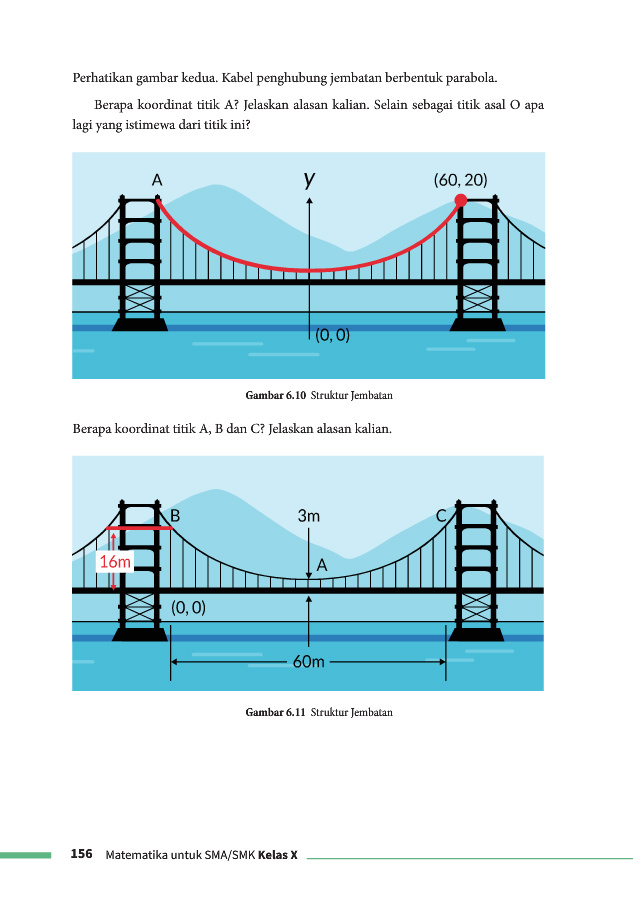 Perhatikan gambar kedua. Kabel penghubung jembatan berbentuk parabola.
Berapa koordinat titik A? Jelaskan alasan kalian. Selain sebagai titik asal O apa
lagi yang istimewa dari titik ini?
A
y
(60, 20)
(0, 0)
Gambar 6.10 Struktur Jembatan
Berapa koordinat titik A, B dan C? Jelaskan alasan kalian.
B
3m
C
16m
A
(0, 0)
60m
Gambar 6.11 Struktur Jembatan
156 Matematika untuk SMA/SMK Kelas X